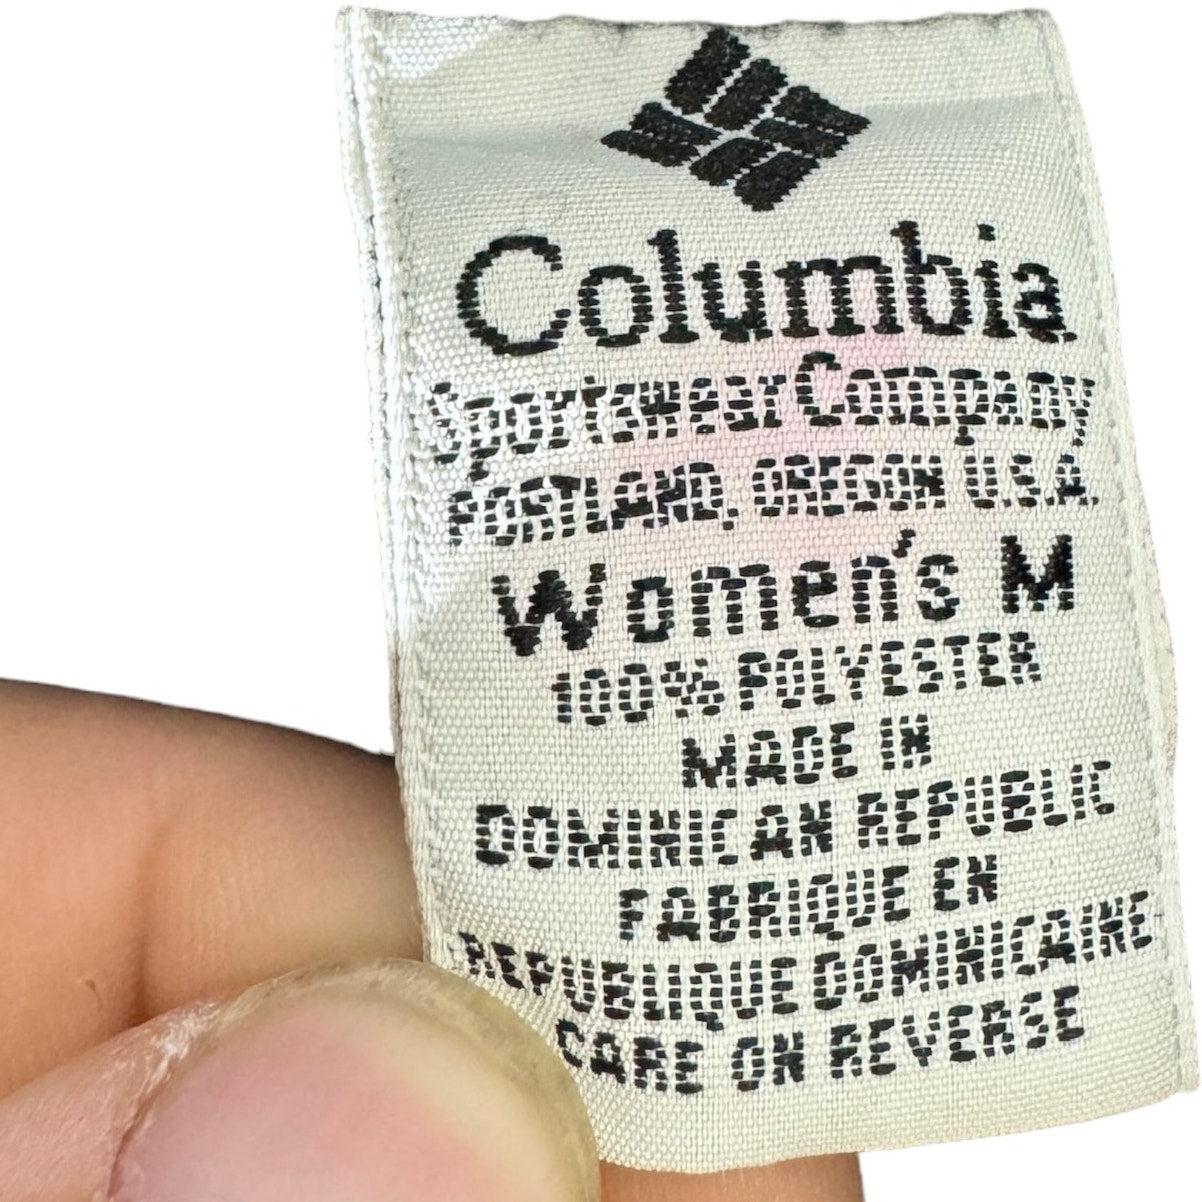 Columbia
Sportswear Company
PORTLAND, OREGON U.S.A.
Women's M
100% POLYESTER
MADE IN
DOMINICAN REPUBLIC
FABRIQUE EN
REPUBLIQUE DOMINICAINE
CARE ON REVERSE